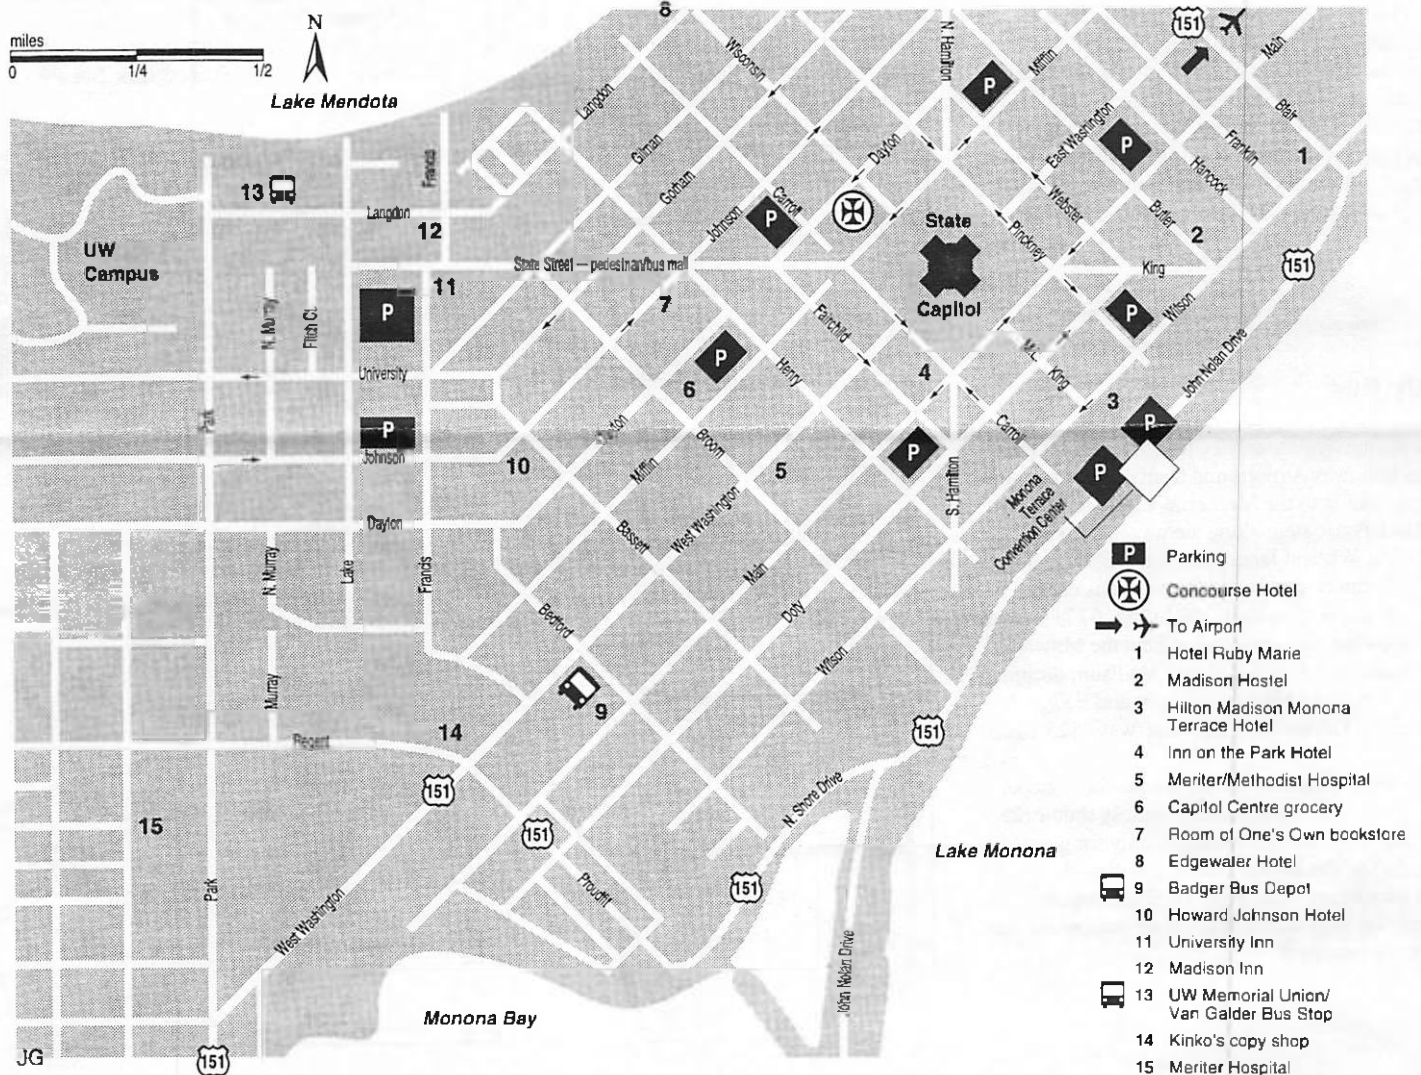 8
miles
0 1/4 1/2
N
Lake Mendota
151
N. Hamilton
Wisconsin
Mifflin
Main
Langdon
P
Blair
Gilman
Dayton
East Washington
P
Franklin
1
Gorham
Hancock
13
Francis
Langdon
12
Johnson
Carroll
P
Webster
Butler
2
State
Capitol
Pinckney
UW
Campus
State Street — pedestrian/bus mall
King
151
11
P
N. Murray
Fitch Ct.
7
Fairchild
P
Wilson
M.L. King
John Nolan Drive
University
P
6
Henry
4
3
Park
P
Johnson
10
Mifflin
Broom
5
P
Carroll
P
P
S. Hamilton
Monona
Terrace
Convention Center
Dayton
Bassett
West Washington
N. Murray
Lake
Francis
Main
Doty
Bedford
Wilson
Murray
9
Regent
14
151
151
N. Shore Drive
151
15
Lake Monona
151
Proudfit
Park
West Washington
John Nolan Drive
Monona Bay
JG
151
P Parking
Concourse Hotel
To Airport
1 Hotel Ruby Marie
2 Madison Hostel
3 Hilton Madison Monona
Terrace Hotel
4 Inn on the Park Hotel
5 Meriter/Methodist Hospital
6 Capitol Centre grocery
7 Room of One's Own bookstore
8 Edgewater Hotel
9 Badger Bus Depot
10 Howard Johnson Hotel
11 University Inn
12 Madison Inn
13 UW Memorial Union/
Van Galder Bus Stop
14 Kinko's copy shop
15 Meriter Hospital